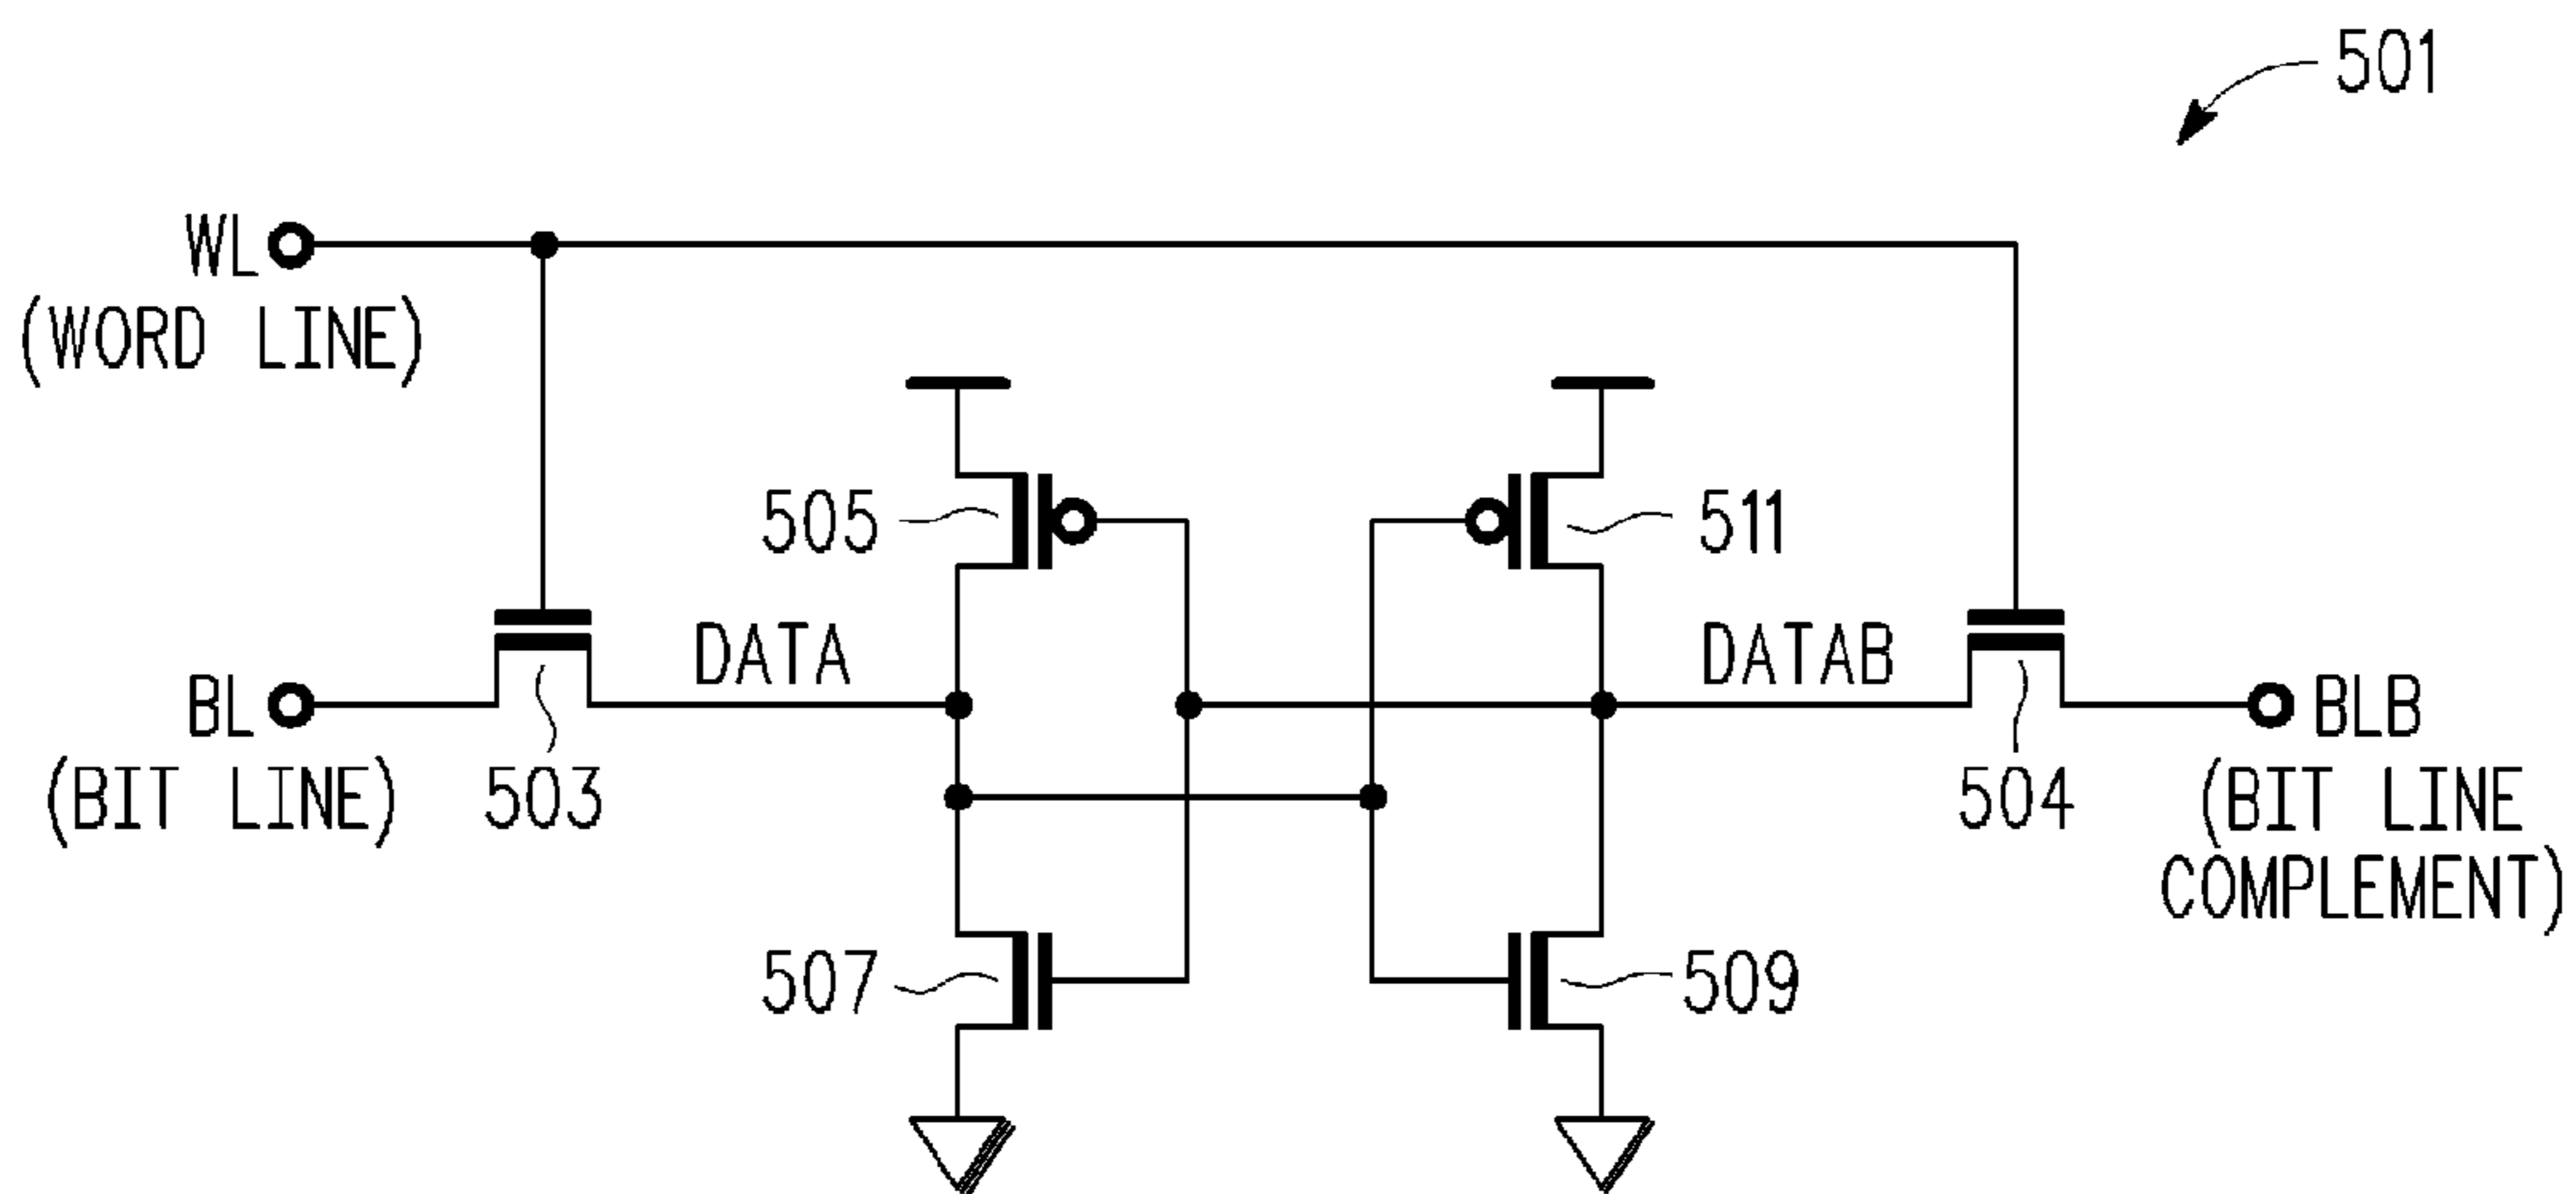 501
WL
(WORD LINE)
505
511
DATA
DATAB
BL
(BIT LINE)
503
504
BLB
(BIT LINE
COMPLEMENT)
507
509